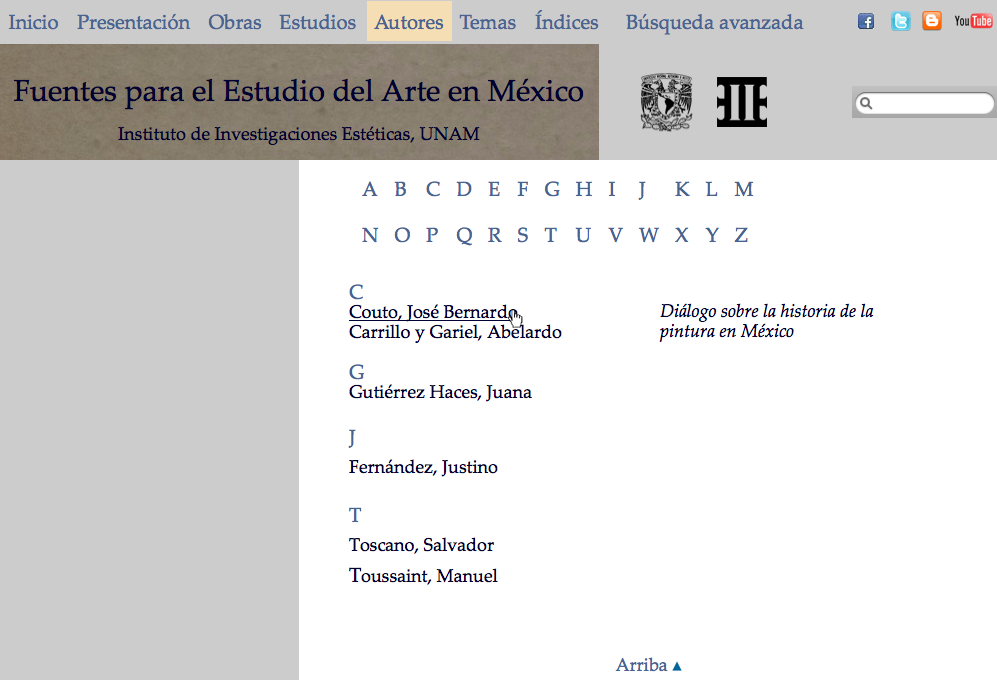 Inicio Presentación Obras Estudios Autores Temas Índices Búsqueda avanzada
You Tube
Fuentes para el Estudio del Arte en México
Instituto de Investigaciones Estéticas, UNAM
A B C D E F G H I J K L M
N O P Q R S T U V W X Y Z
C
Couto, José Bernardo
Carrillo y Gariel, Abelardo
Diálogo sobre la historia de la
pintura en México
G
Gutiérrez Haces, Juana
J
Fernández, Justino
T
Toscano, Salvador
Toussaint, Manuel
Arriba